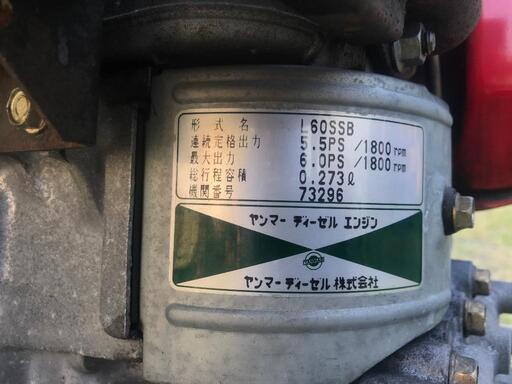 形式名 L60SSB
連続定格出力 5.5PS /1800rpm
最大出力 6.0PS /1800rpm
総行程容積 0.273ℓ
機関番号 73296
ヤンマー ディーゼル エンジン
ヤンマー ディーゼル 株式会社